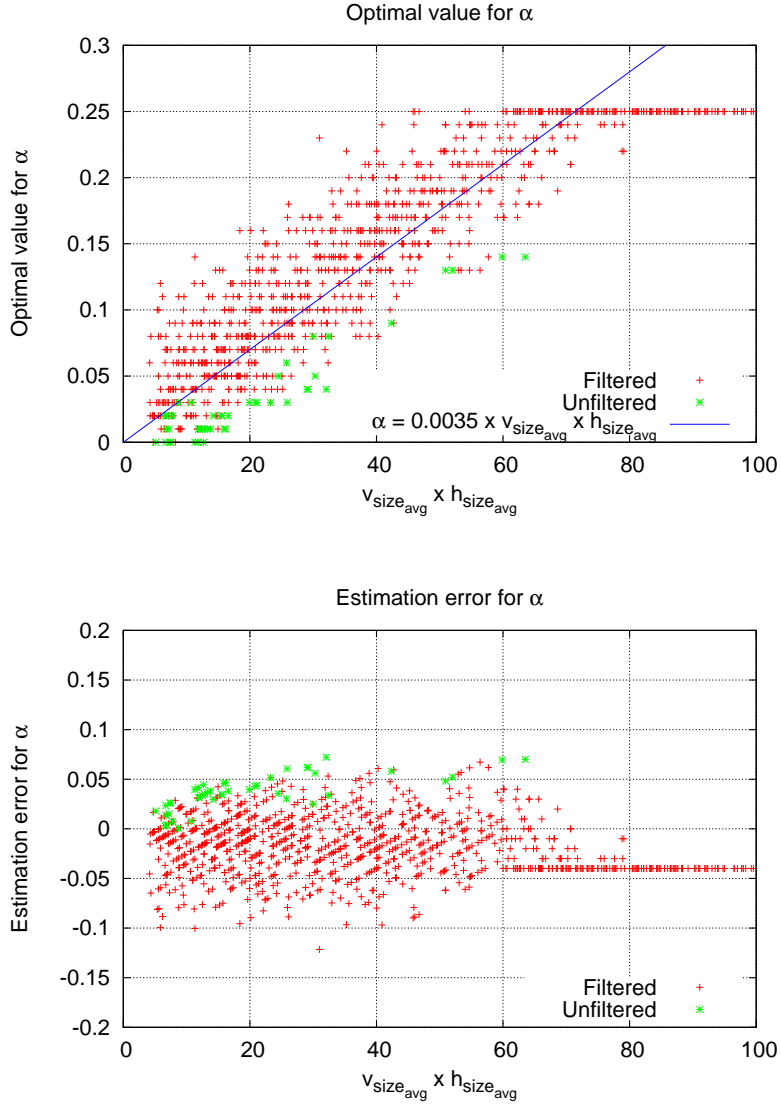 Optimal value for α
0.3
0.25
0.2
0.15
0.1
0.05
0
Optimal value for α
Filtered
Unfiltered
α = 0.0035 x v_size_avg x h_size_avg
0 20 40 60 80 100
v_size_avg x h_size_avg
Estimation error for α
0.2
0.15
0.1
0.05
0
-0.05
-0.1
-0.15
-0.2
Estimation error for α
Filtered
Unfiltered
0 20 40 60 80 100
v_size_avg x h_size_avg